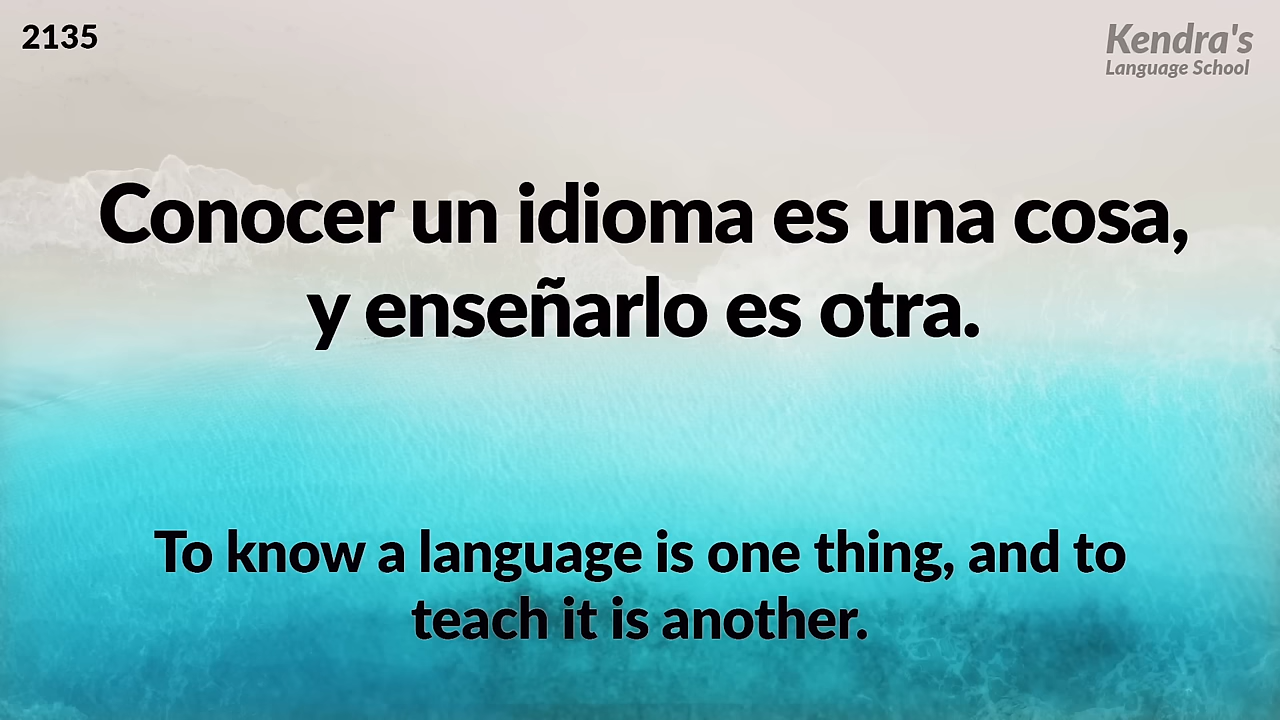 2135
Kendra's
Language School
Conocer un idioma es una cosa,
y enseñarlo es otra.
To know a language is one thing, and to
teach it is another.